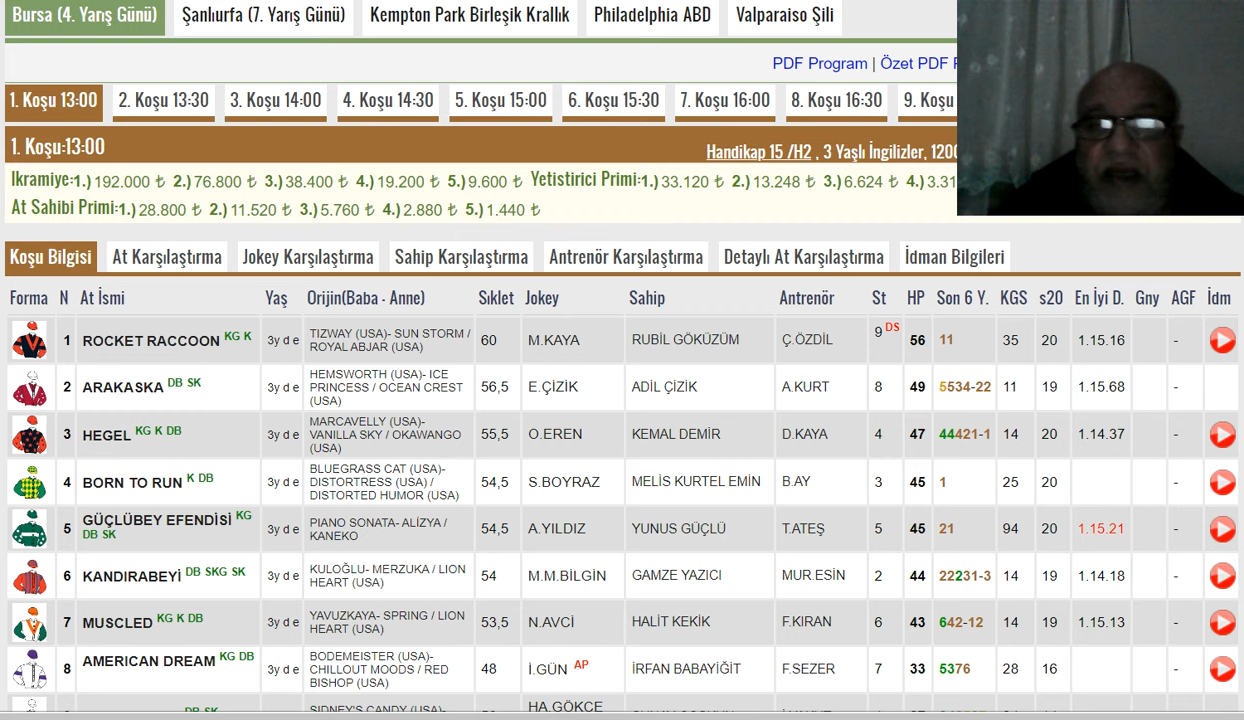 Bursa (4. Yarış Günü) Şanlıurfa (7. Yarış Günü) Kempton Park Birleşik Krallık Philadelphia ABD Valparaiso Şili
PDF Program | Özet PDF
1. Koşu 13:00 2. Koşu 13:30 3. Koşu 14:00 4. Koşu 14:30 5. Koşu 15:00 6. Koşu 15:30 7. Koşu 16:00 8. Koşu 16:30 9. Koşu
1. Koşu:13:00
Handikap 15 /H2 , 3 Yaşlı İngilizler, 1200
Ikramiye:1.) 192.000 ₺ 2.) 76.800 ₺ 3.) 38.400 ₺ 4.) 19.200 ₺ 5.) 9.600 ₺ Yetistirici Primi:1.) 33.120 ₺ 2.) 13.248 ₺ 3.) 6.624 ₺ 4.) 3.31
At Sahibi Primi:1.) 28.800 ₺ 2.) 11.520 ₺ 3.) 5.760 ₺ 4.) 2.880 ₺ 5.) 1.440 ₺
Koşu Bilgisi At Karşılaştırma Jokey Karşılaştırma Sahip Karşılaştırma Antrenör Karşılaştırma Detaylı At Karşılaştırma İdman Bilgileri
Forma N At İsmi Yaş Orijin(Baba - Anne) Sıklet Jokey Sahip Antrenör St HP Son 6 Y. KGS s20 En İyi D. Gny AGF İdm
1 ROCKET RACCOON KG K 3y d e TIZWAY (USA)- SUN STORM / ROYAL ABJAR (USA) 60 M.KAYA RUBİL GÖKÜZÜM Ç.ÖZDİL 9 DS 56 11 35 20 1.15.16 -
2 ARAKASKA DB SK 3y d e HEMSWORTH (USA)- ICE PRINCESS / OCEAN CREST (USA) 56,5 E.ÇİZİK ADİL ÇİZİK A.KURT 8 49 5534-22 11 19 1.15.68 -
3 HEGEL KG K DB 3y d e MARCAVELLY (USA)- VANILLA SKY / OKAWANGO (USA) 55,5 O.EREN KEMAL DEMİR D.KAYA 4 47 44421-1 14 20 1.14.37 -
4 BORN TO RUN K DB 3y d e BLUEGRASS CAT (USA)- DISTORTRESS (USA) / DISTORTED HUMOR (USA) 54,5 S.BOYRAZ MELİS KURTEL EMİN B.AY 3 45 1 25 20 -
5 GÜÇLÜBEY EFENDİSİ KG DB SK 3y d e PIANO SONATA- ALİZYA / KANEKO 54,5 A.YILDIZ YUNUS GÜÇLÜ T.ATEŞ 5 45 21 94 20 1.15.21 -
6 KANDIRABEYİ DB SKG SK 3y d e KULOĞLU- MERZUKA / LION HEART (USA) 54 M.M.BİLGİN GAMZE YAZICI MUR.ESİN 2 44 22231-3 14 19 1.14.18 -
7 MUSCLED KG K DB 3y d e YAVUZKAYA- SPRING / LION HEART (USA) 53,5 N.AVCİ HALİT KEKİK F.KIRAN 6 43 642-12 14 19 1.15.13 -
8 AMERICAN DREAM KG DB 3y d e BODEMEISTER (USA)- CHILLOUT MOODS / RED BISHOP (USA) 48 İ.GÜN AP İRFAN BABAYİĞİT F.SEZER 7 33 5376 28 16 -
DB SK SIDNEY'S CANDY (USA)- HA.GÖKÇE